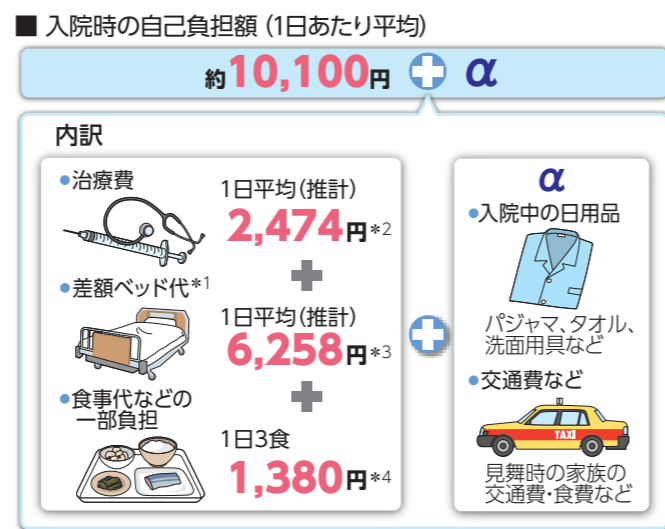 ■ 入院時の自己負担額（1日あたり平均）
約10,100円 + α
内訳
●治療費
1日平均（推計）
2,474円*2
+
●差額ベッド代*1
1日平均（推計）
6,258円*3
+
●食事代などの
一部負担
1日3食
1,380円*4
+
α
●入院中の日用品
パジャマ、タオル、
洗面用具など
●交通費など
TAXI
見舞時の家族の
交通費・食費など